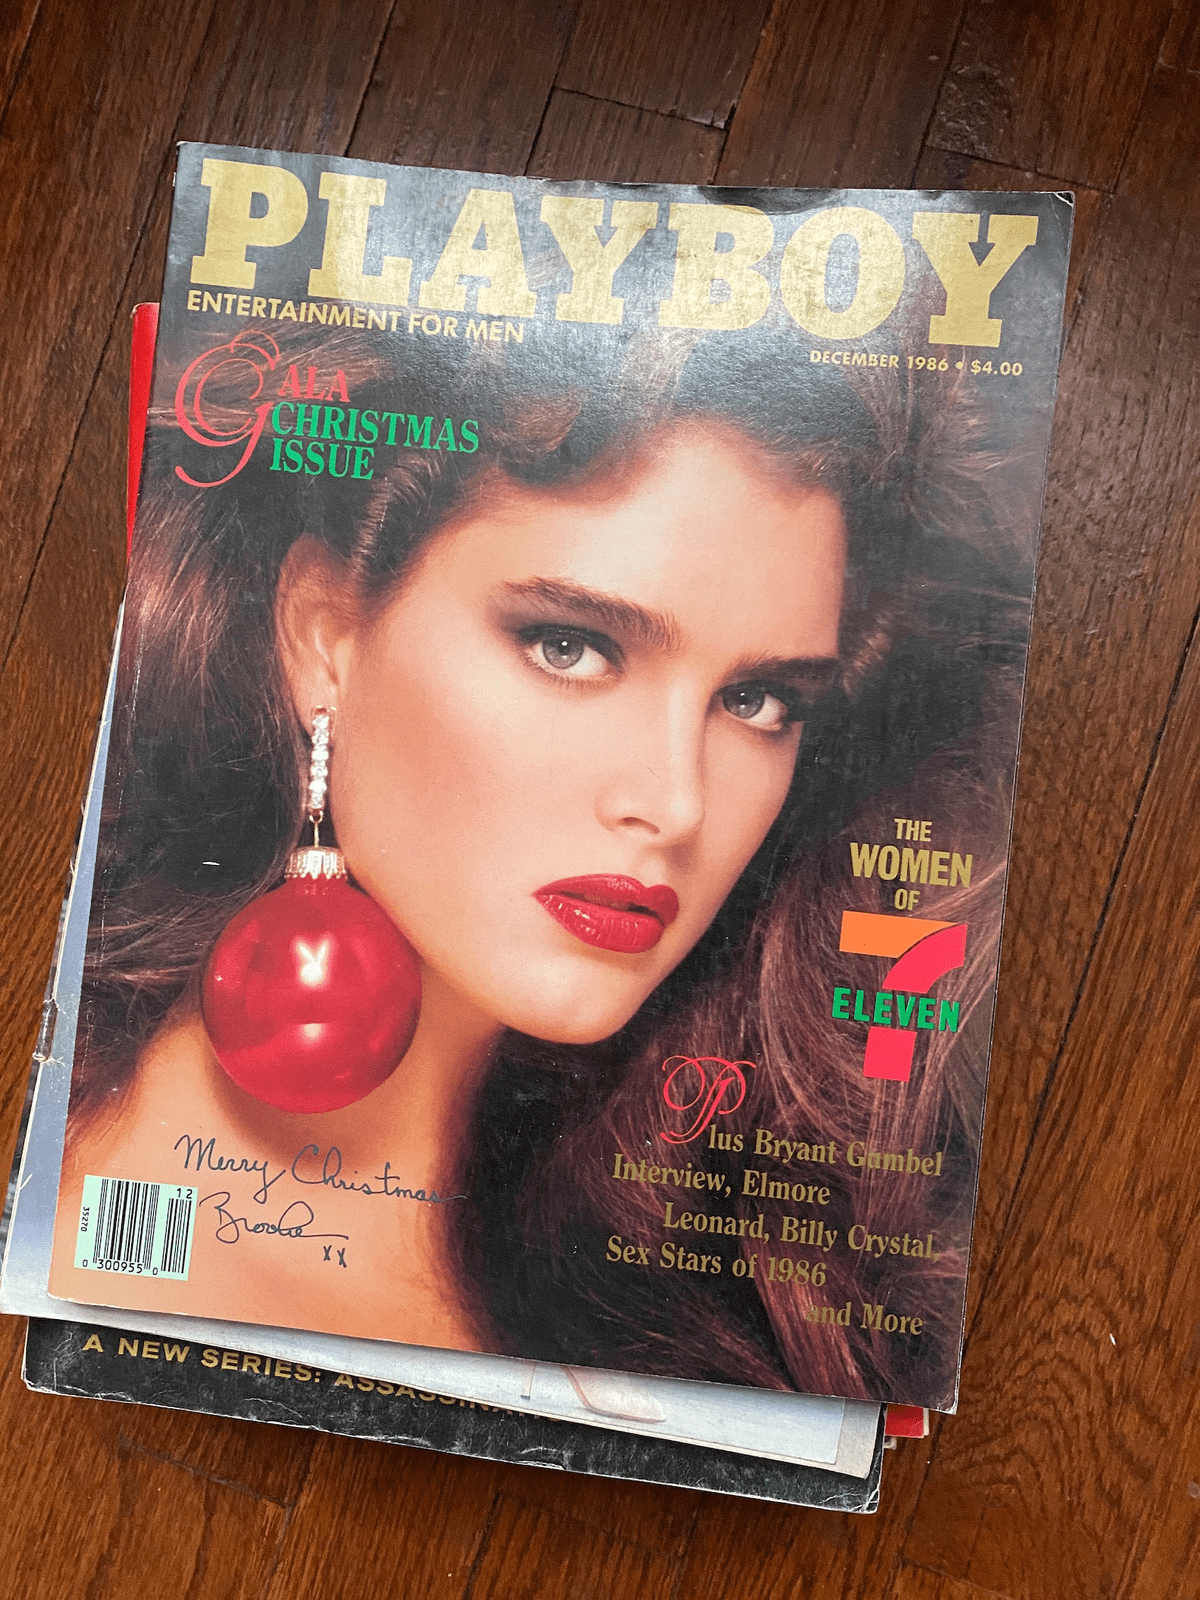 PLAYBOY
ENTERTAINMENT FOR MEN
DECEMBER 1986 • $4.00
GALA
CHRISTMAS
ISSUE
THE
WOMEN
OF
7
ELEVEN
Plus Bryant Gumbel
Interview, Elmore
Leonard, Billy Crystal,
Sex Stars of 1986
and More
Merry Christmas
Brooke
xx
12
35270
0 300955 0
A NEW SERIES: